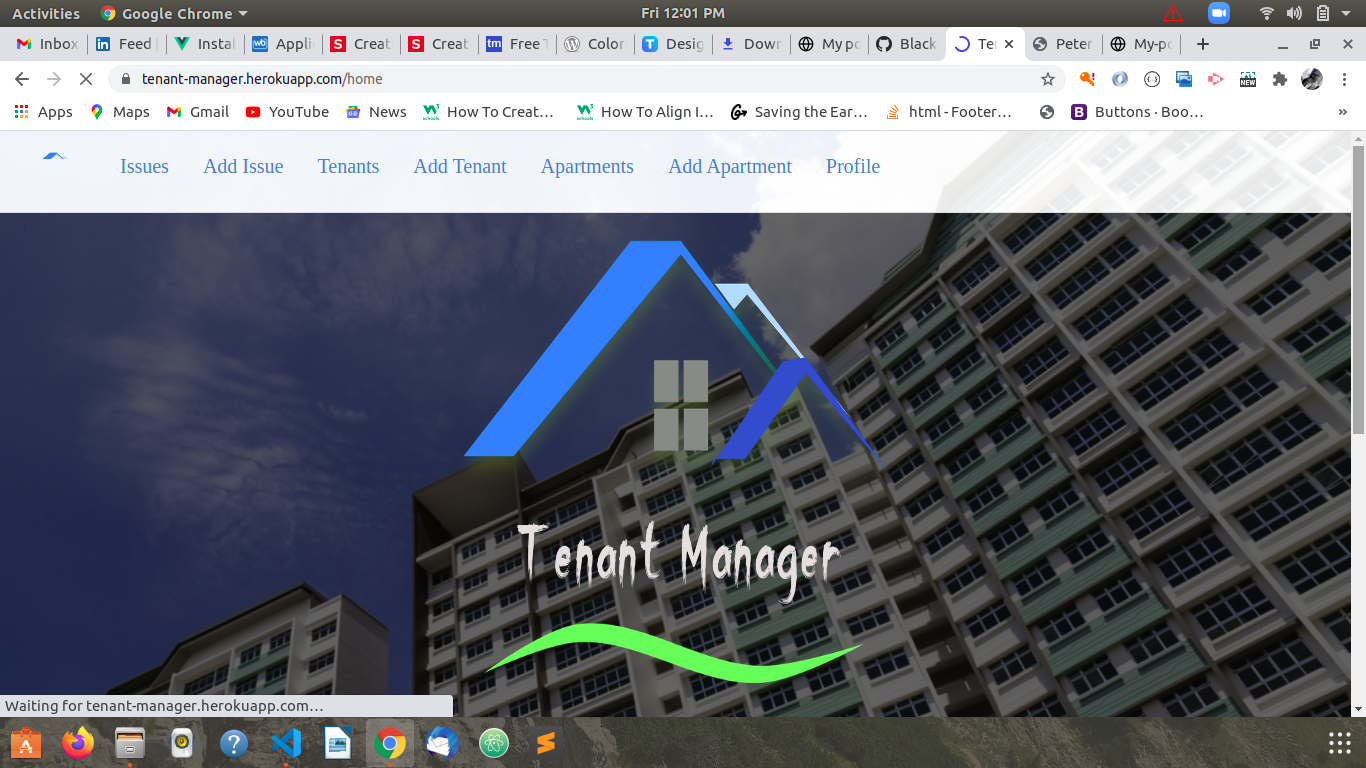 Activities Google Chrome Fri 12:01 PM
Inbox Feed Instal Appli Creat Creat Free T Color Desig Down My po Black Ter Peter My-po
tenant-manager.herokuapp.com/home
Apps Maps Gmail YouTube News How To Creat… How To Align I… Saving the Ear… html - Footer… Buttons · Boo… »
Issues Add Issue Tenants Add Tenant Apartments Add Apartment Profile
Tenant Manager
Waiting for tenant-manager.herokuapp.com…